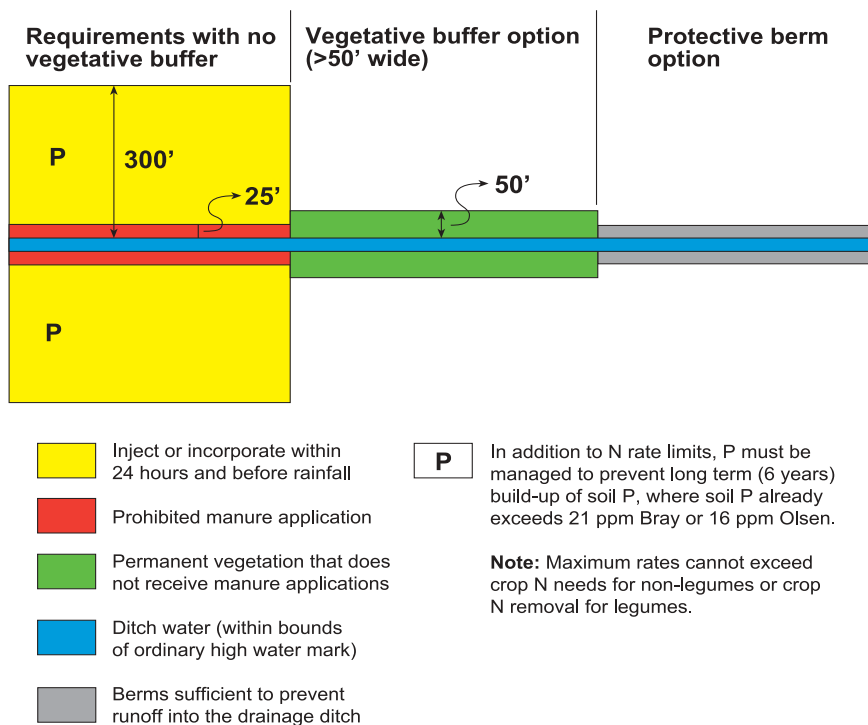 Requirements with no
vegetative buffer
Vegetative buffer option
(>50’ wide)
Protective berm
option
P
300’
25’
50’
P
Inject or incorporate within
24 hours and before rainfall
Prohibited manure application
Permanent vegetation that does
not receive manure applications
Ditch water (within bounds
of ordinary high water mark)
Berms sufficient to prevent
runoff into the drainage ditch
P
In addition to N rate limits, P must be
managed to prevent long term (6 years)
build-up of soil P, where soil P already
exceeds 21 ppm Bray or 16 ppm Olsen.
Note: Maximum rates cannot exceed
crop N needs for non-legumes or crop
N removal for legumes.